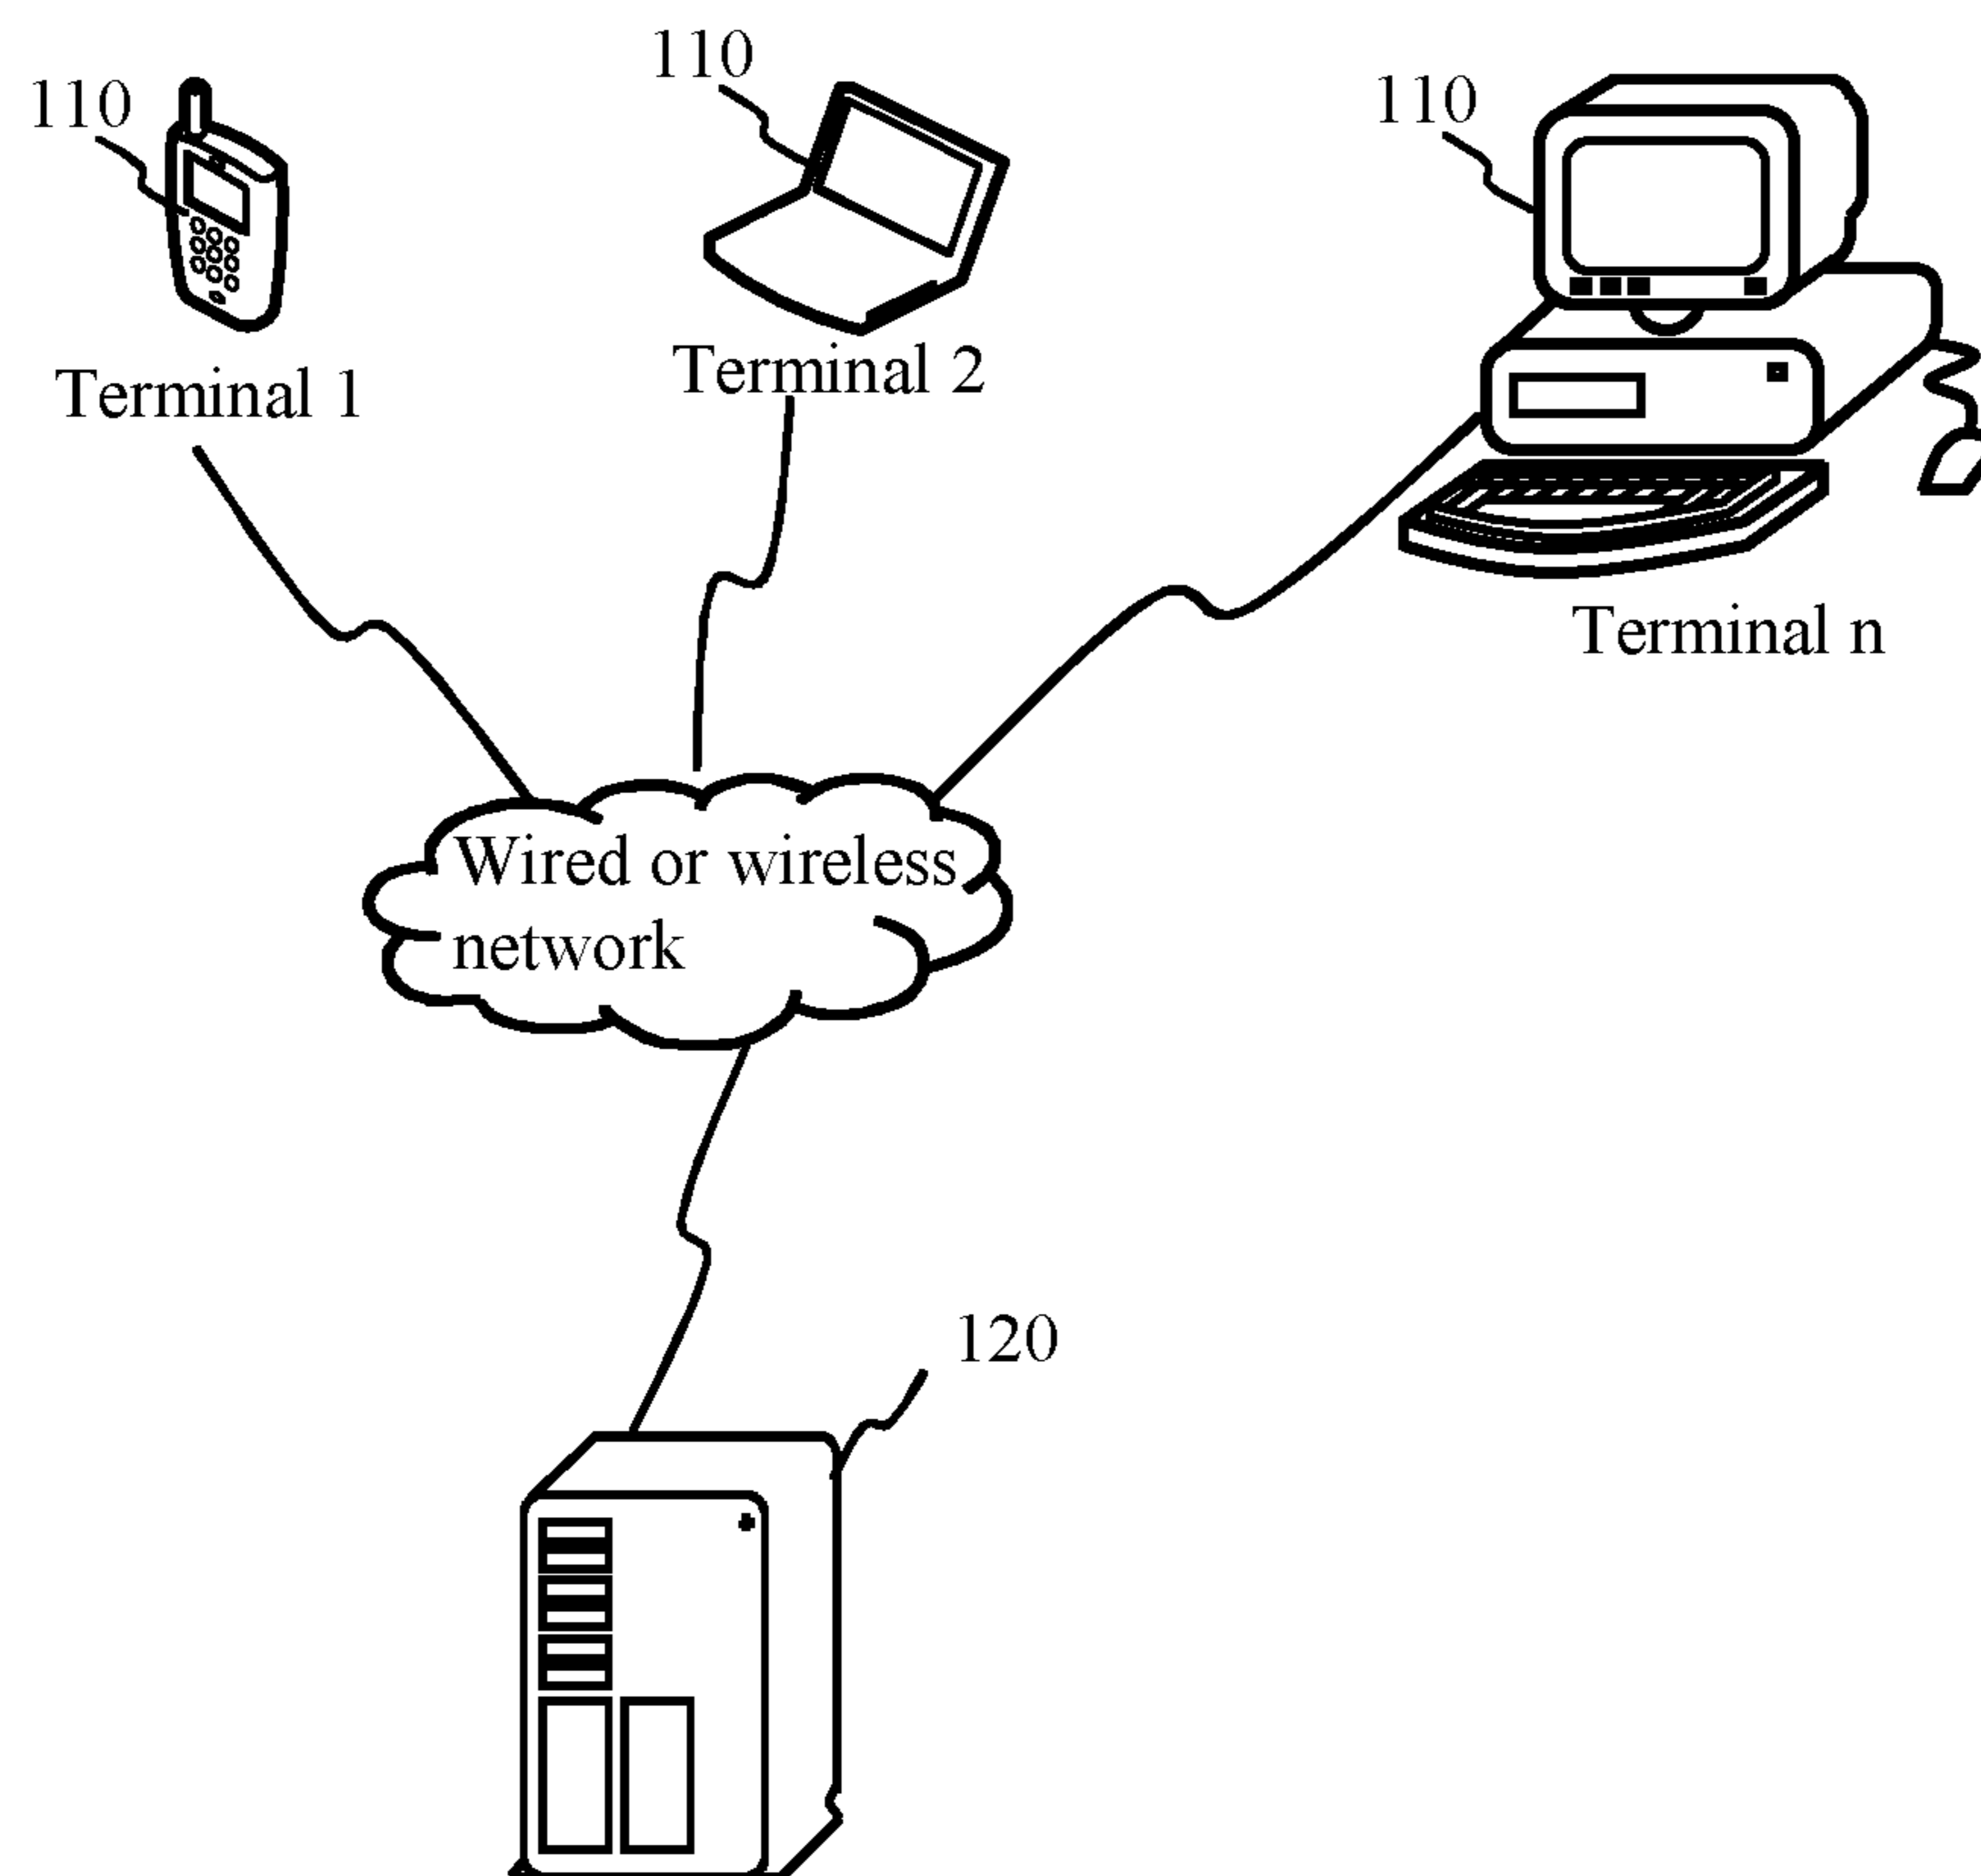 110
110
110
Terminal 1
Terminal 2
Terminal n
Wired or wireless
network
120